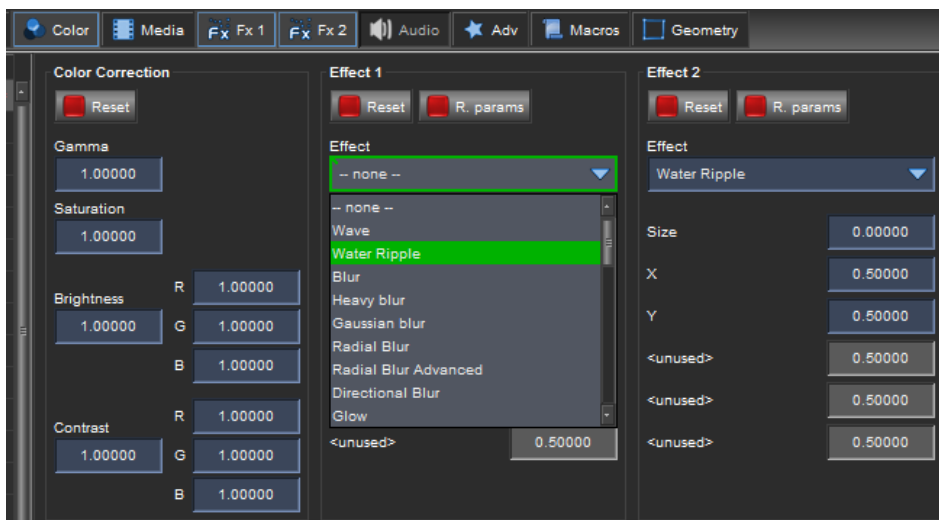 Color Media Fx Fx 1 Fx Fx 2 Audio Adv Macros Geometry
Color Correction
Reset
Gamma
1.00000
Saturation
1.00000
Brightness
1.00000
R 1.00000
G 1.00000
B 1.00000
Contrast
1.00000
R 1.00000
G 1.00000
B 1.00000
Effect 1
Reset R. params
Effect
-- none --
-- none --
Wave
Water Ripple
Blur
Heavy blur
Gaussian blur
Radial Blur
Radial Blur Advanced
Directional Blur
Glow
<unused> 0.50000
Effect 2
Reset R. params
Effect
Water Ripple
Size 0.00000
X 0.50000
Y 0.50000
<unused> 0.50000
<unused> 0.50000
<unused> 0.50000